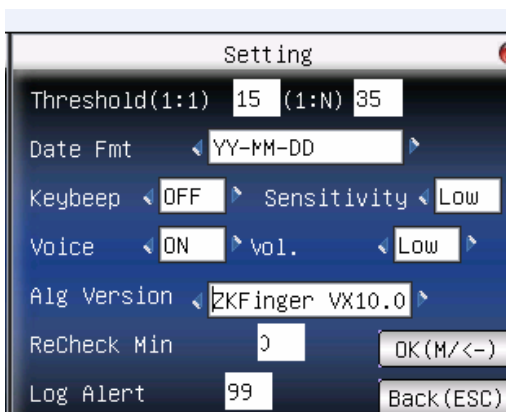 Setting
Threshold(1:1) 15 (1:N) 35
Date Fmt YY-MM-DD
Keybeep OFF Sensitivity Low
Voice ON Vol. Low
Alg Version ZKFinger VX10.0
ReCheck Min 0 OK(M/<-)
Log Alert 99 Back(ESC)